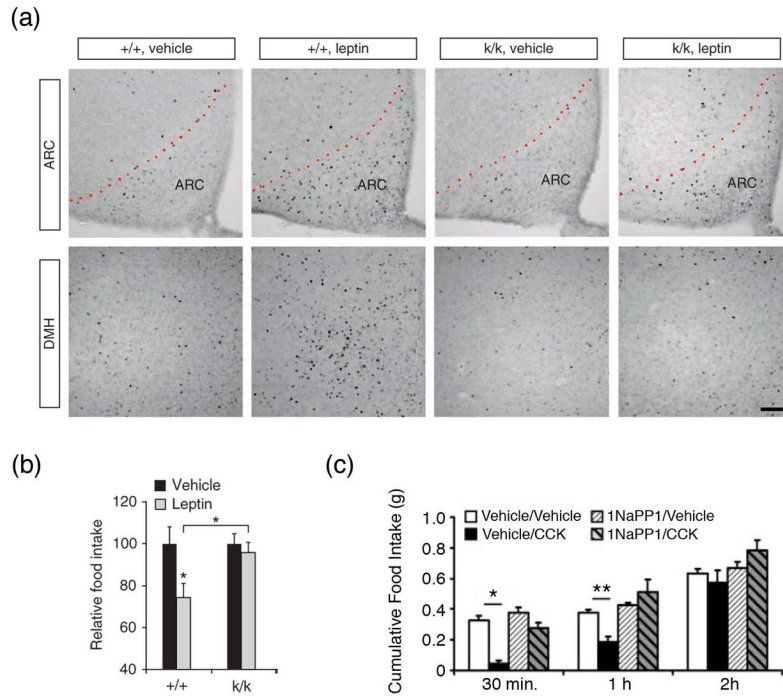 (a)
+/+, vehicle
+/+, leptin
k/k, vehicle
k/k, leptin
ARC
ARC
ARC
ARC
ARC
DMH
(b)
Vehicle
Leptin
Relative food intake
120
100
80
60
40
*
*
+/+
k/k
(c)
Cumulative Food Intake (g)
Vehicle/Vehicle
1NaPP1/Vehicle
Vehicle/CCK
1NaPP1/CCK
1.0
0.8
0.6
0.4
0.2
0
*
**
30 min.
1 h
2h